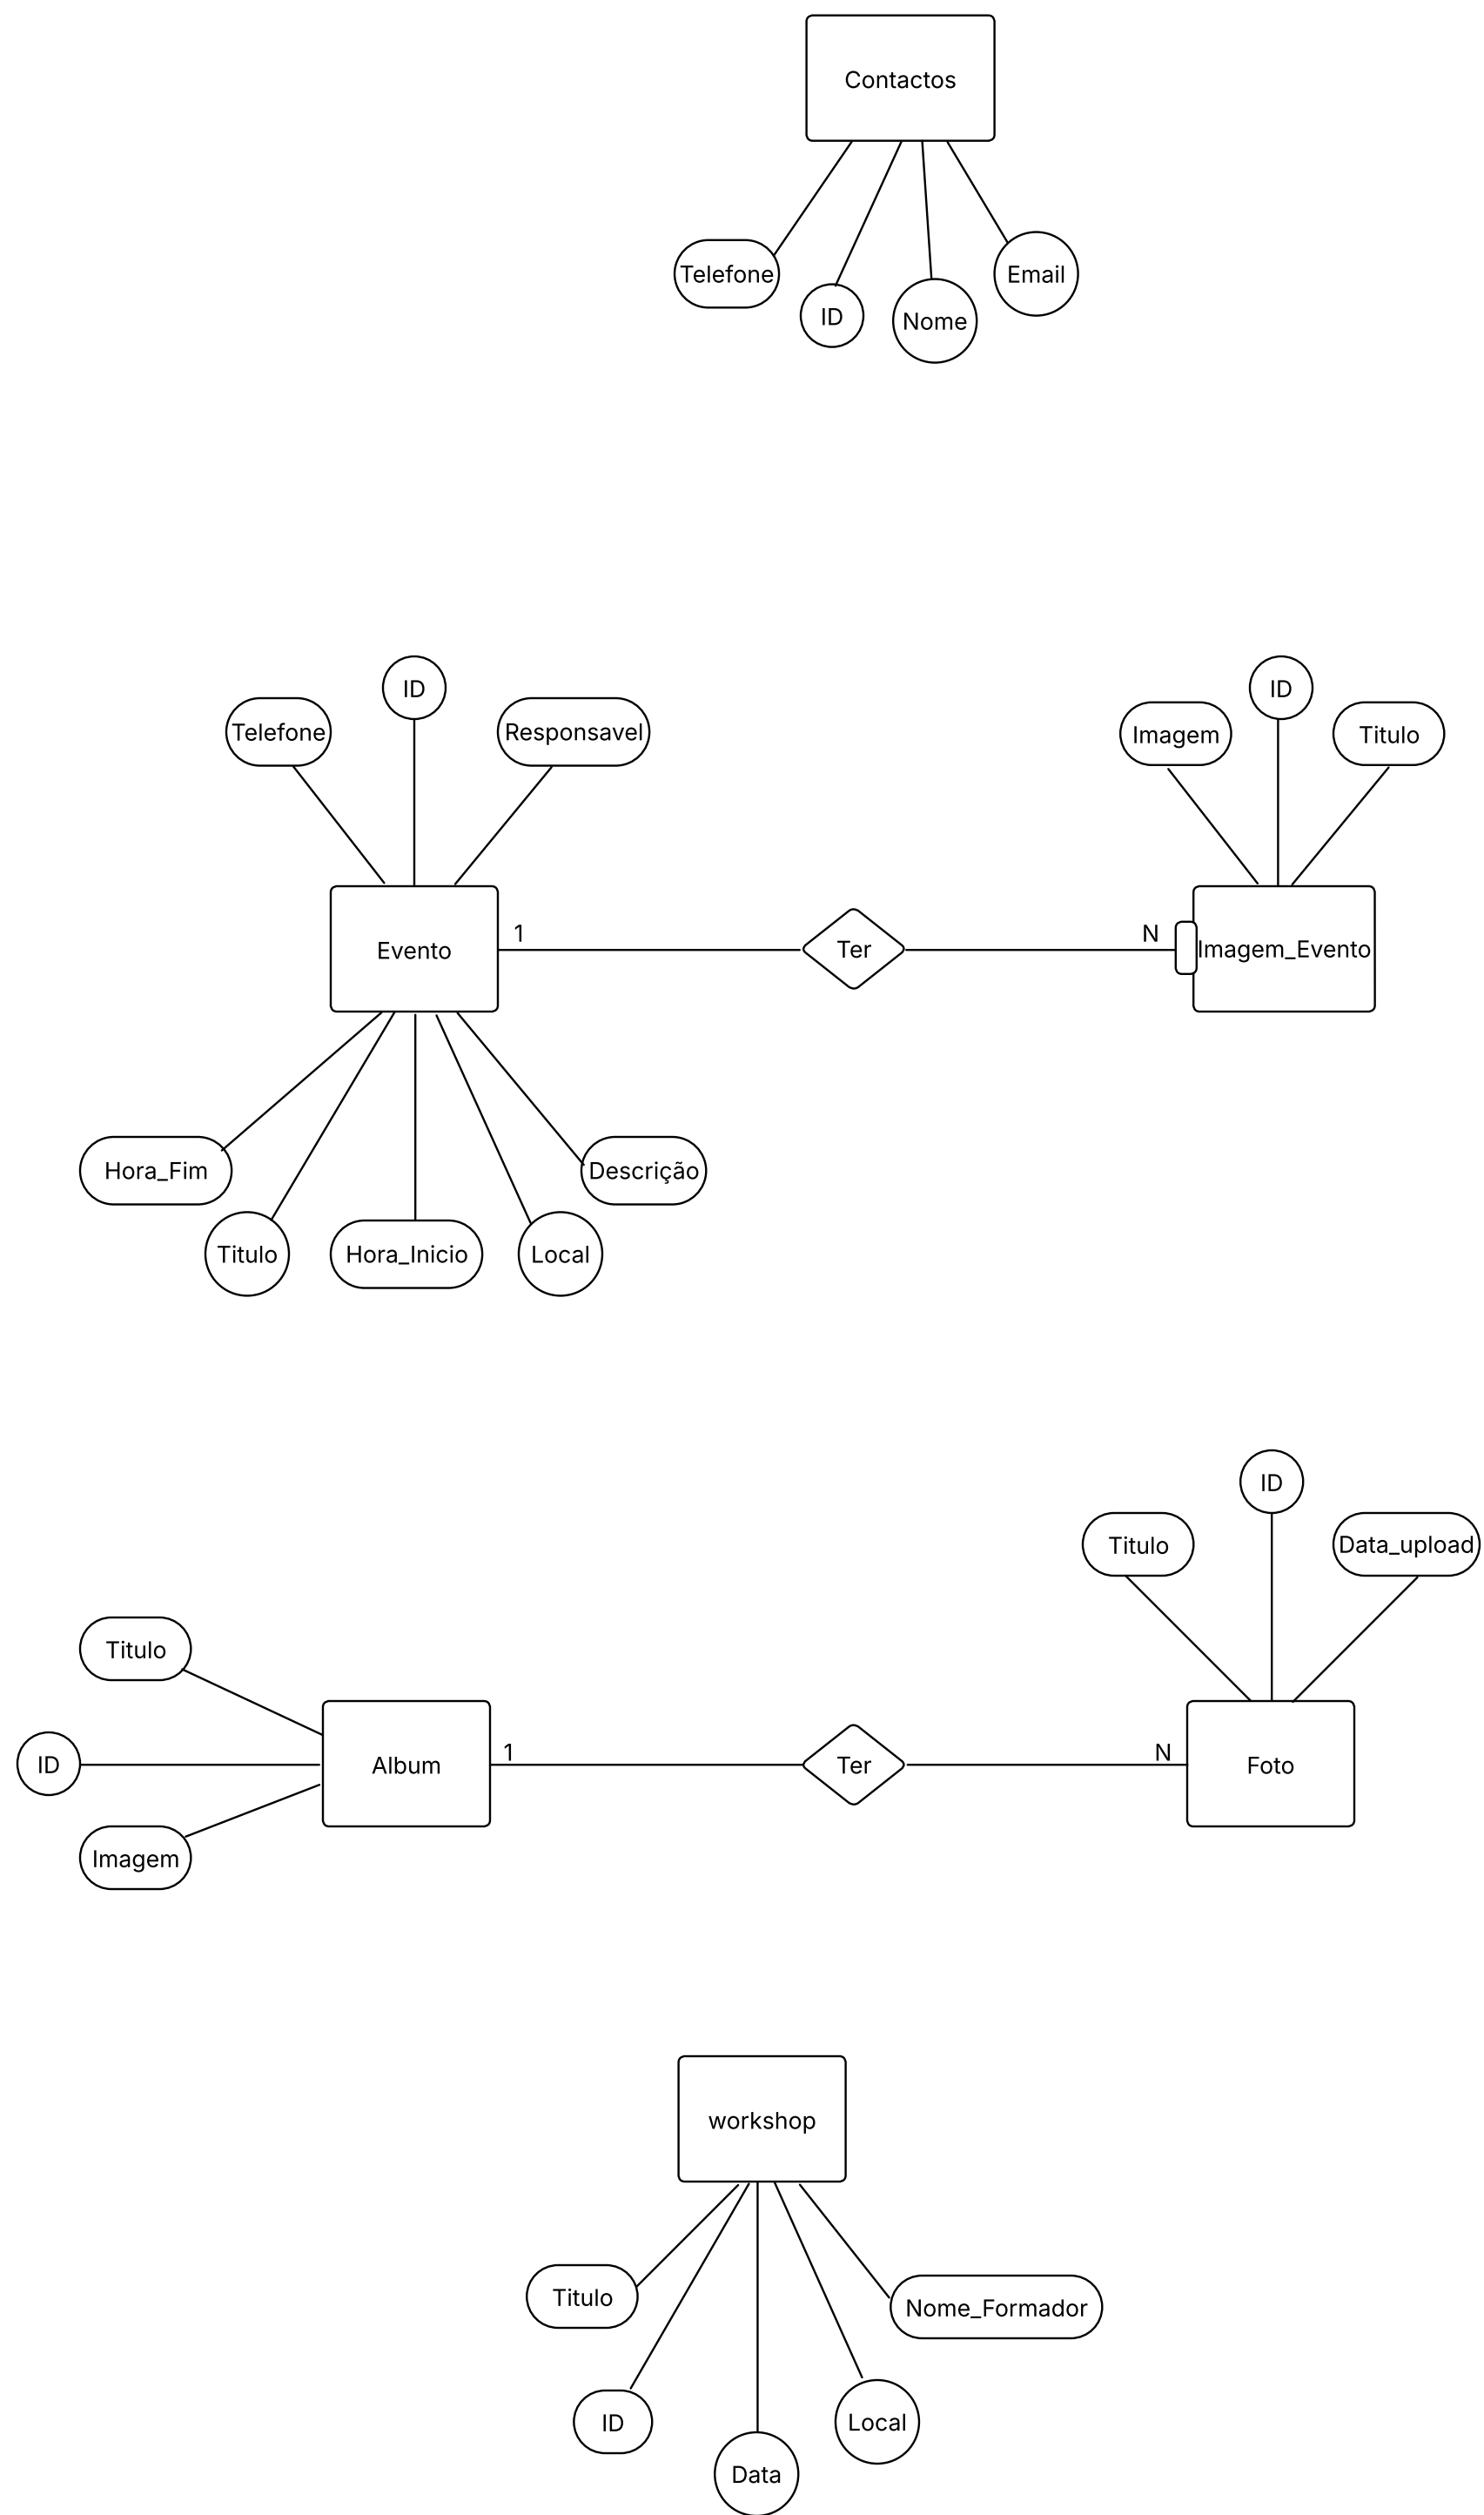 Contactos
Telefone
ID
Nome
Email
ID
Telefone
Responsavel
ID
Imagem
Titulo
Evento
1
Ter
N
Imagem_Evento
Hora_Fim
Descrição
Titulo
Hora_Inicio
Local
ID
Titulo
Data_upload
Titulo
ID
Album
1
Ter
N
Foto
Imagem
workshop
Titulo
Nome_Formador
ID
Local
Data